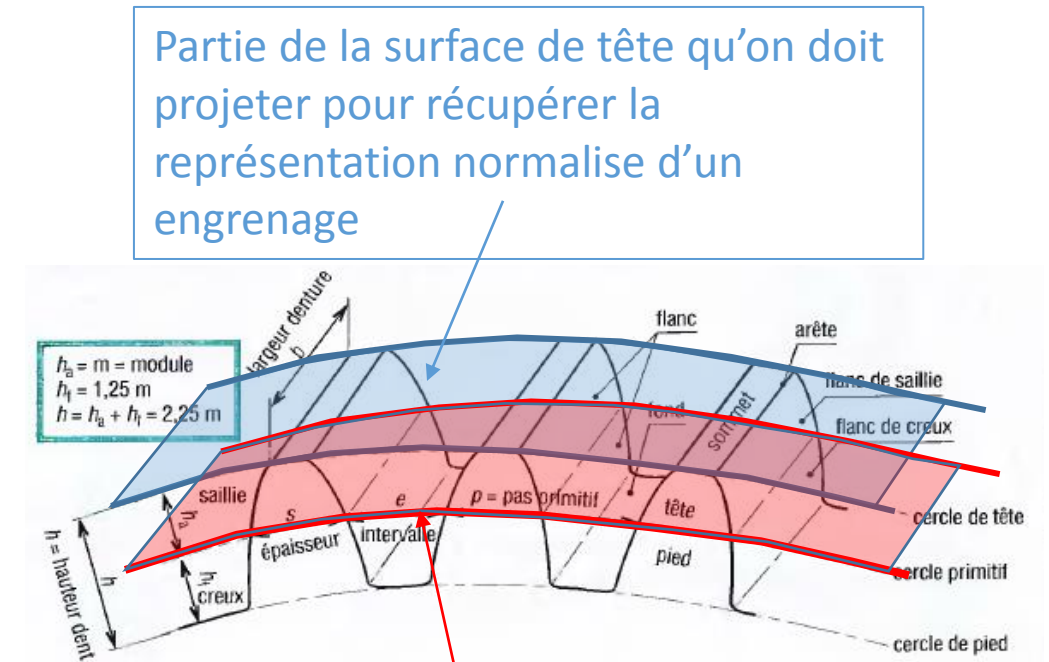 Partie de la surface de tête qu'on doit
projeter pour récupérer la
représentation normalise d'un
engrenage
largeur denture
b
flanc
arête
hₐ = m = module
h_f = 1,25 m
h = hₐ + h_f = 2,25 m
flanc de saillie
fond
sommet
flanc de creux
saillie
hₐ
s
e
p = pas primitif
tête
cercle de tête
épaisseur
intervalle
pied
h = hauteur dent
h
h_f
creux
cercle primitif
cercle de pied